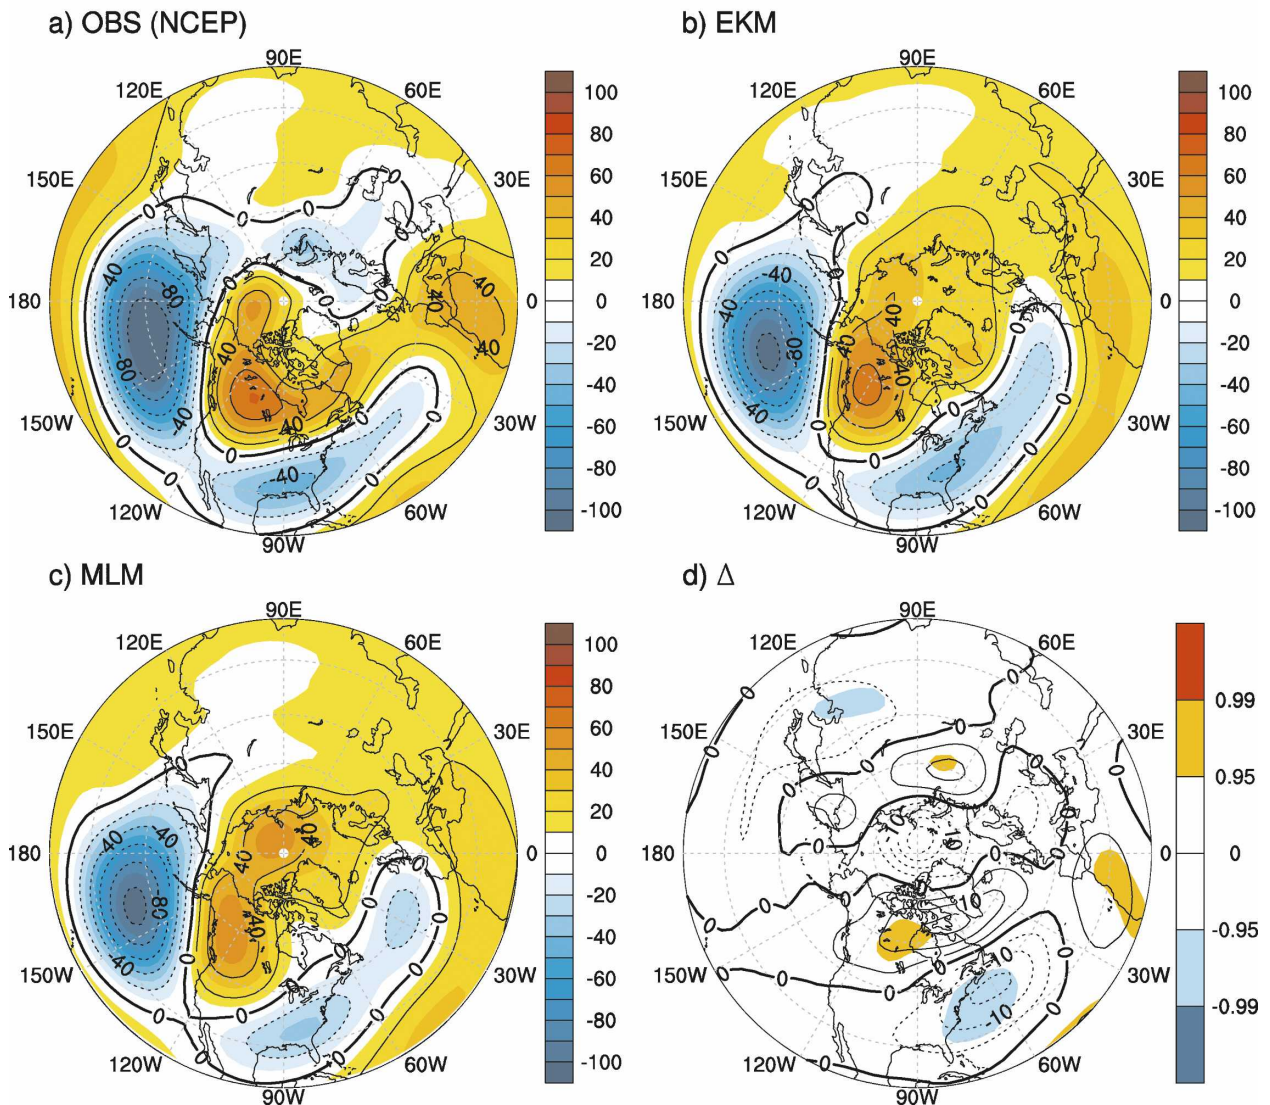 a) OBS (NCEP)
90E
120E
60E
150E
30E
180
0
150W
30W
120W
60W
90W
100
80
60
40
20
0
-20
-40
-60
-80
-100
b) EKM
90E
120E
60E
150E
30E
180
0
150W
30W
120W
60W
90W
100
80
60
40
20
0
-20
-40
-60
-80
-100
c) MLM
90E
120E
60E
150E
30E
180
0
150W
30W
120W
60W
90W
100
80
60
40
20
0
-20
-40
-60
-80
-100
d) Δ
90E
120E
60E
150E
30E
180
0
150W
30W
120W
60W
90W
0.99
0.95
0
-0.95
-0.99